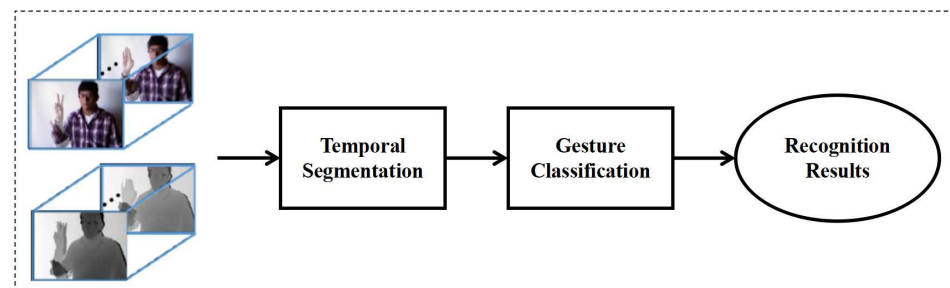 Temporal
Segmentation
Gesture
Classification
Recognition
Results